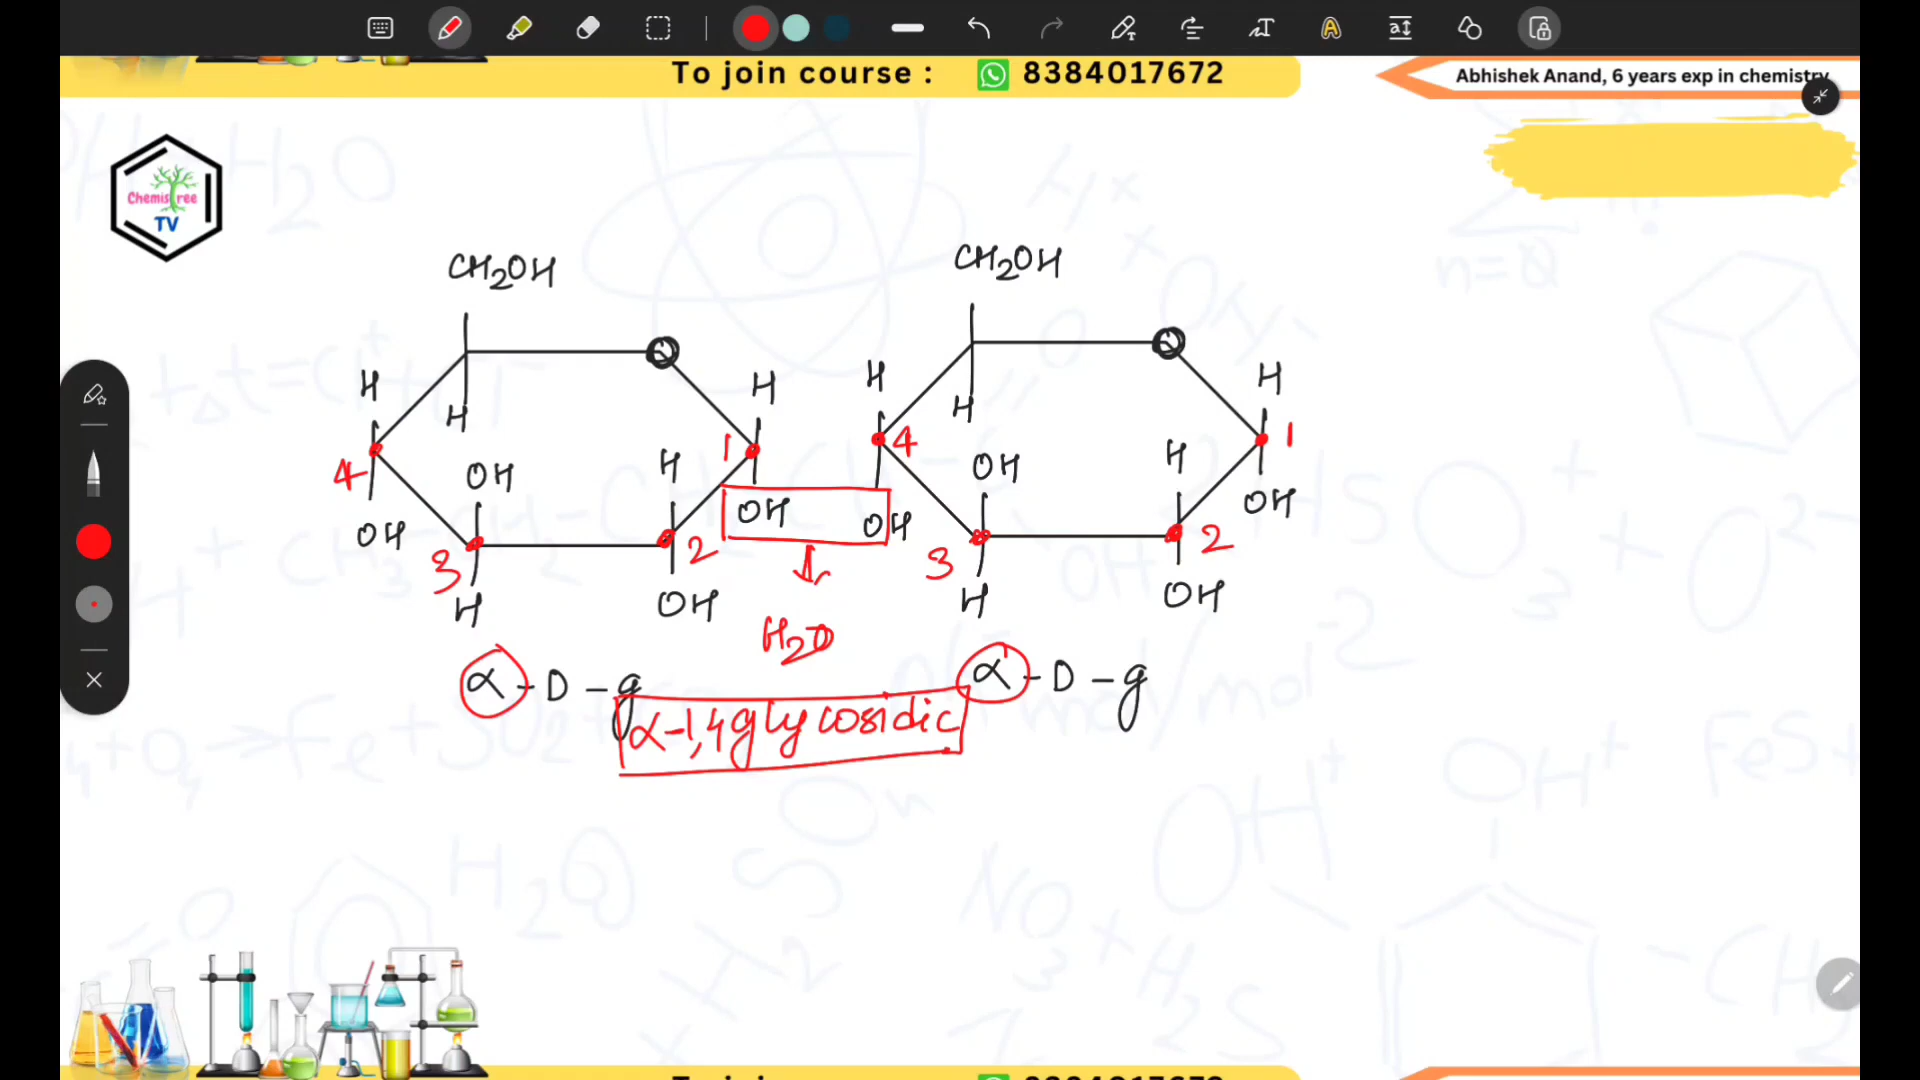 To join course : 8384017672
Abhishek Anand, 6 years exp in chemistry
Chemistree
TV
CH2OH CH2OH
O O
H H H H
H H
4 1 4 1
OH H OH H
OH OH OH OH
3 2 3 2
H OH H OH
H2O
α-D-g α-D-g
α-1,4 glycosidic